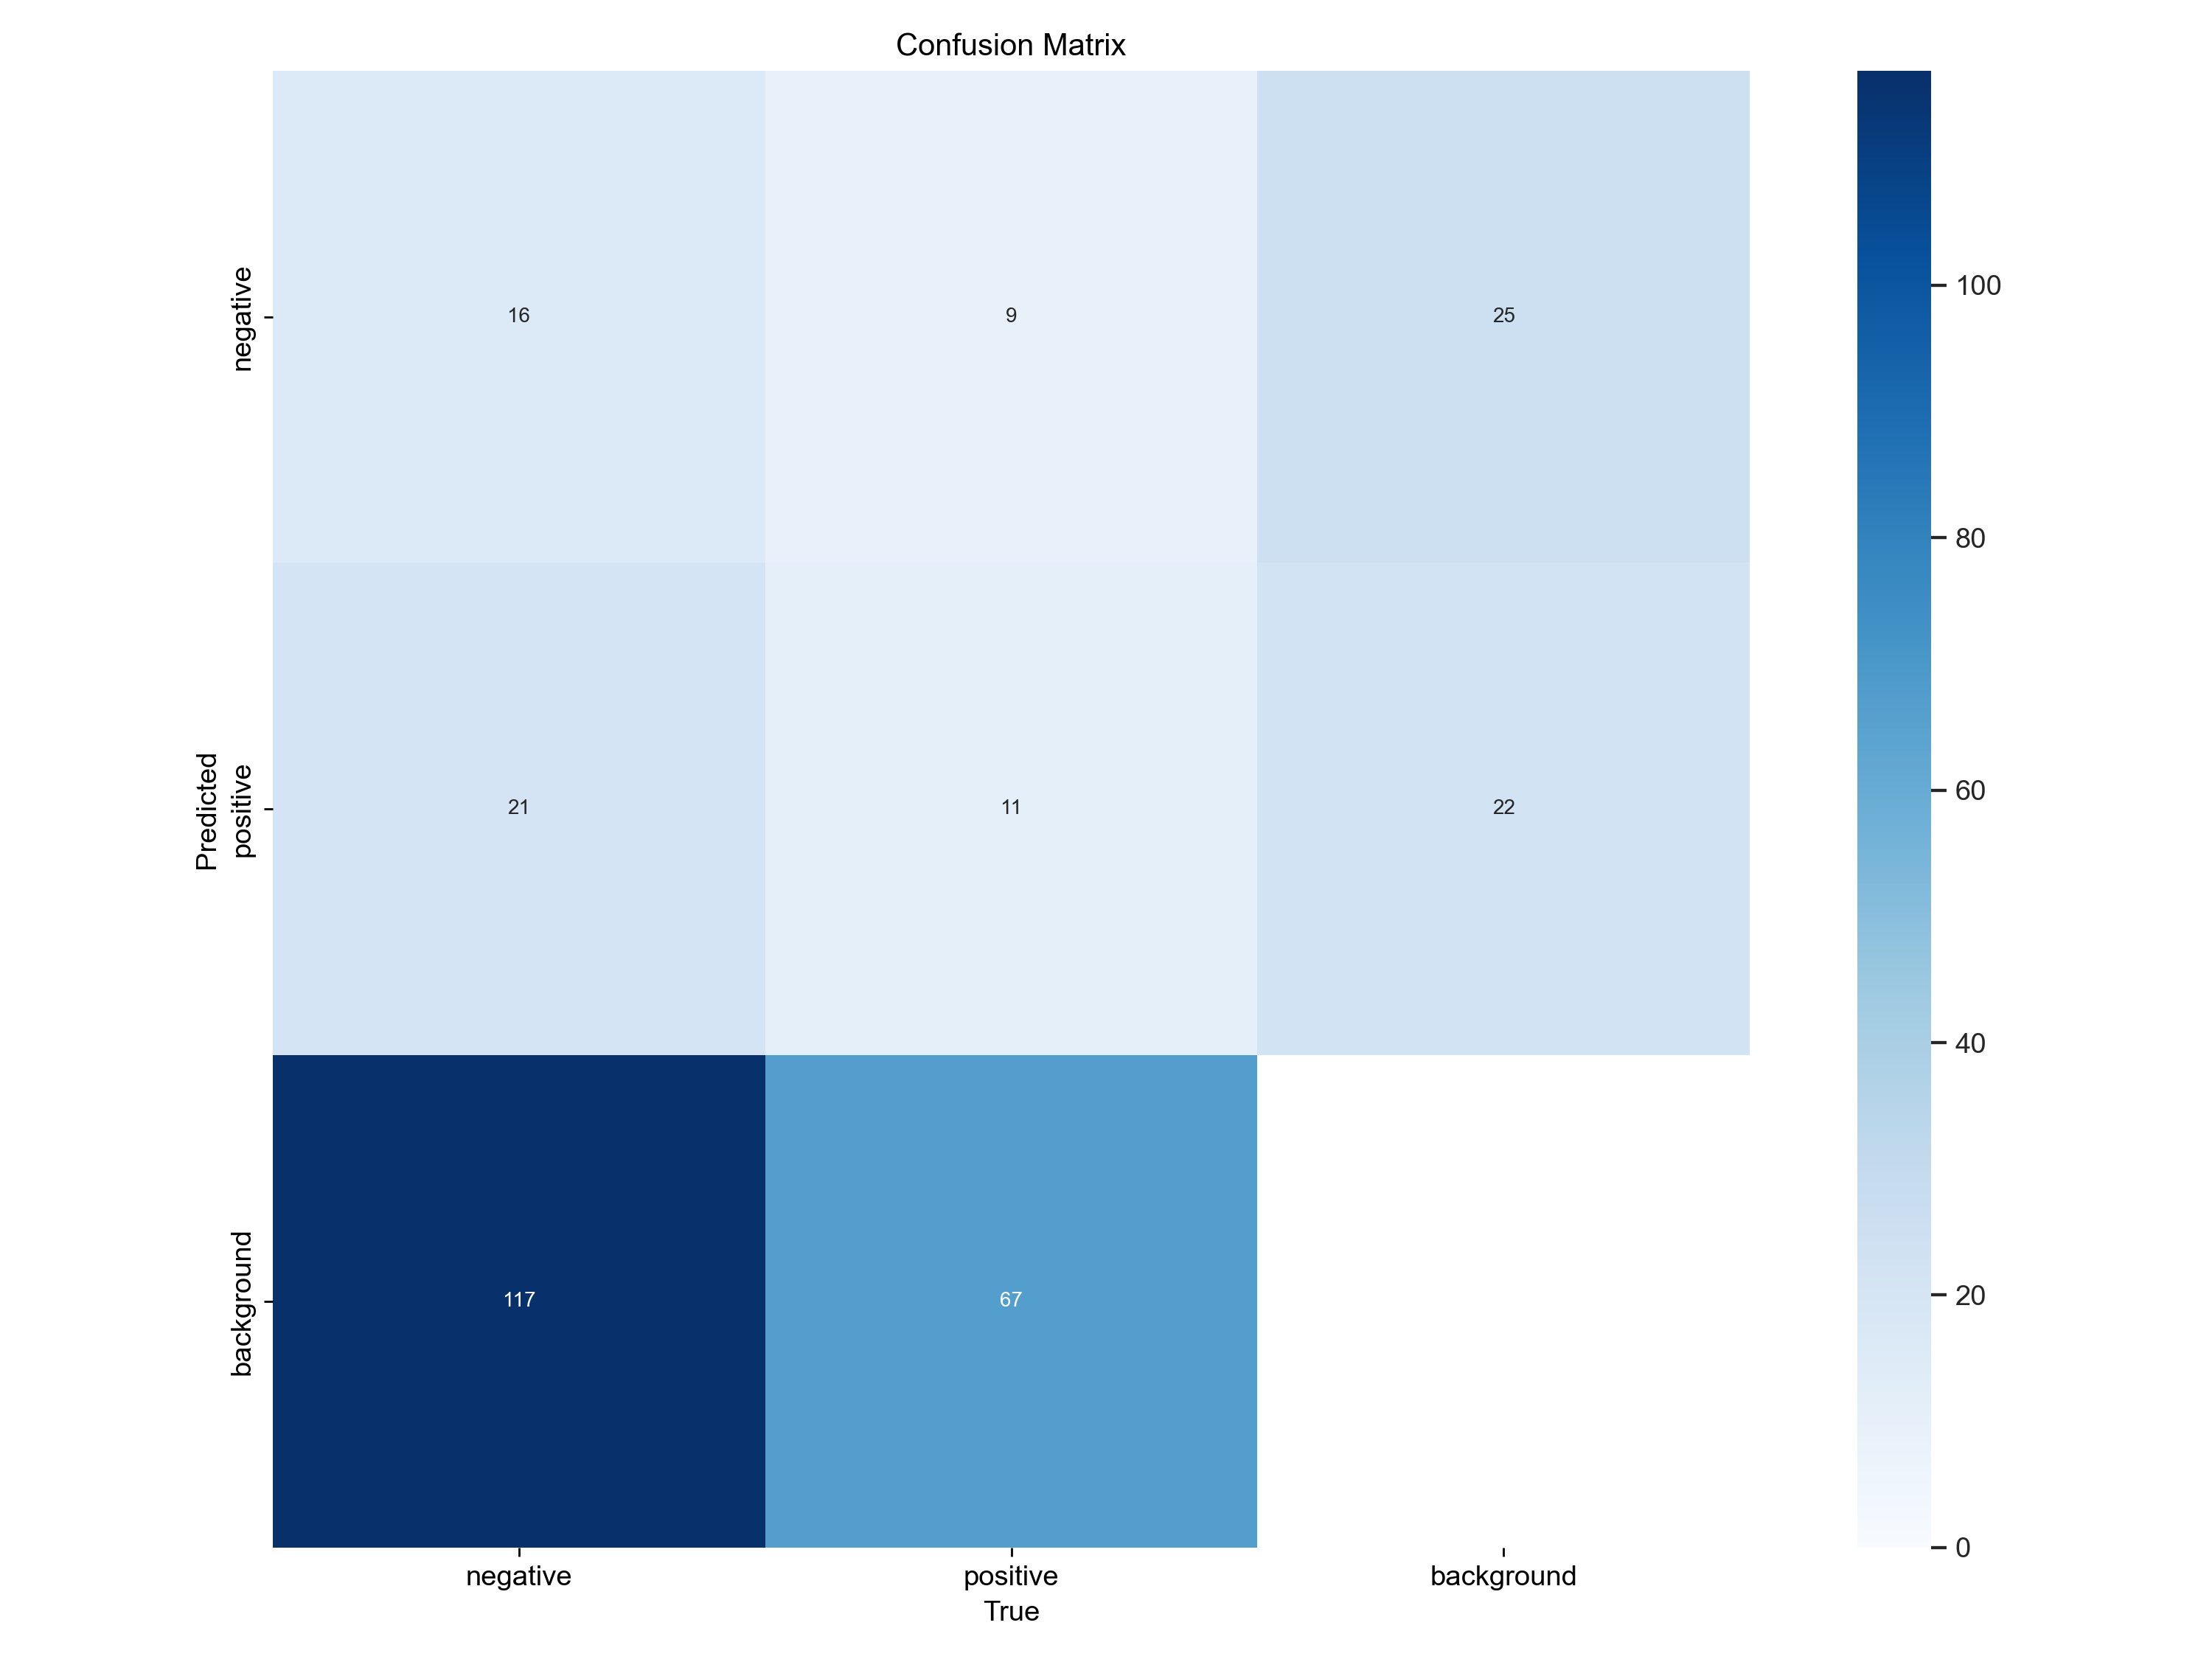 Confusion Matrix
negative
16
9
25
Predicted
positive
21
11
22
background
117
67
negative
positive
background
True
100
80
60
40
20
0